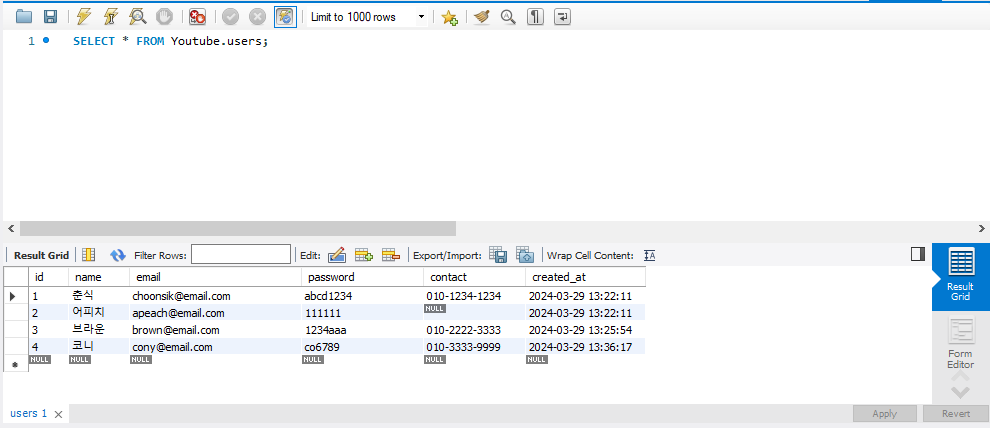 Limit to 1000 rows
1 SELECT * FROM Youtube.users;
Result Grid Filter Rows: Edit: Export/Import: Wrap Cell Content: IA
id name email password contact created_at
1 춘식 choonsik@email.com abcd1234 010-1234-1234 2024-03-29 13:22:11
2 어피치 apeach@email.com 111111 NULL 2024-03-29 13:22:11
3 브라운 brown@email.com 1234aaa 010-2222-3333 2024-03-29 13:25:54
4 코니 cony@email.com co6789 010-3333-9999 2024-03-29 13:36:17
NULL NULL NULL NULL NULL NULL
Result
Grid
Form
Editor
users 1
Apply Revert